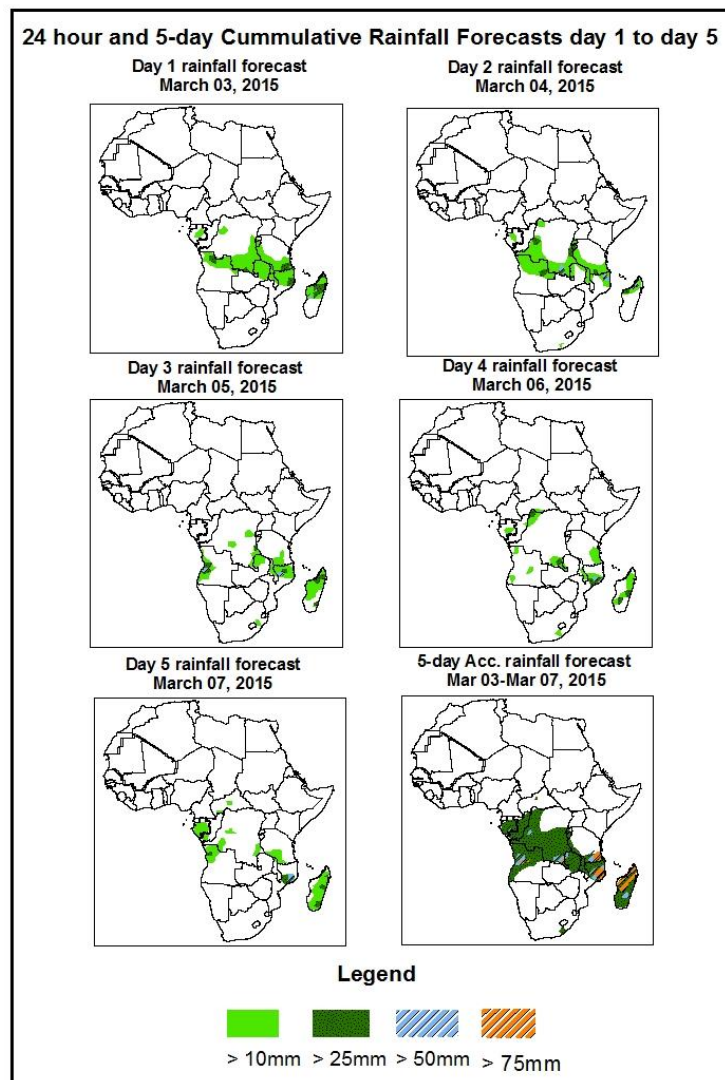 24 hour and 5-day Cummulative Rainfall Forecasts day 1 to day 5
Day 1 rainfall forecast
March 03, 2015
Day 2 rainfall forecast
March 04, 2015
Day 3 rainfall forecast
March 05, 2015
Day 4 rainfall forecast
March 06, 2015
Day 5 rainfall forecast
March 07, 2015
5-day Acc. rainfall forecast
Mar 03-Mar 07, 2015
Legend
> 10mm > 25mm > 50mm > 75mm